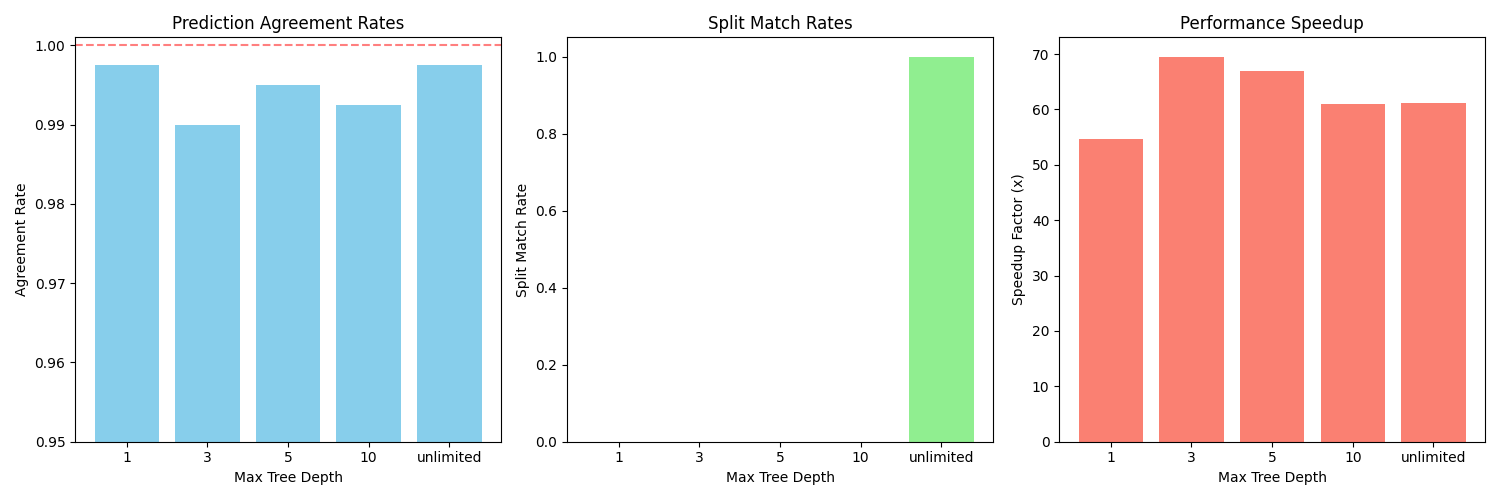 Prediction Agreement Rates
Agreement Rate
1.00
0.99
0.98
0.97
0.96
0.95
1 3 5 10 unlimited
Max Tree Depth
Split Match Rates
Split Match Rate
1.0
0.8
0.6
0.4
0.2
0.0
1 3 5 10 unlimited
Max Tree Depth
Performance Speedup
Speedup Factor (x)
70
60
50
40
30
20
10
0
1 3 5 10 unlimited
Max Tree Depth